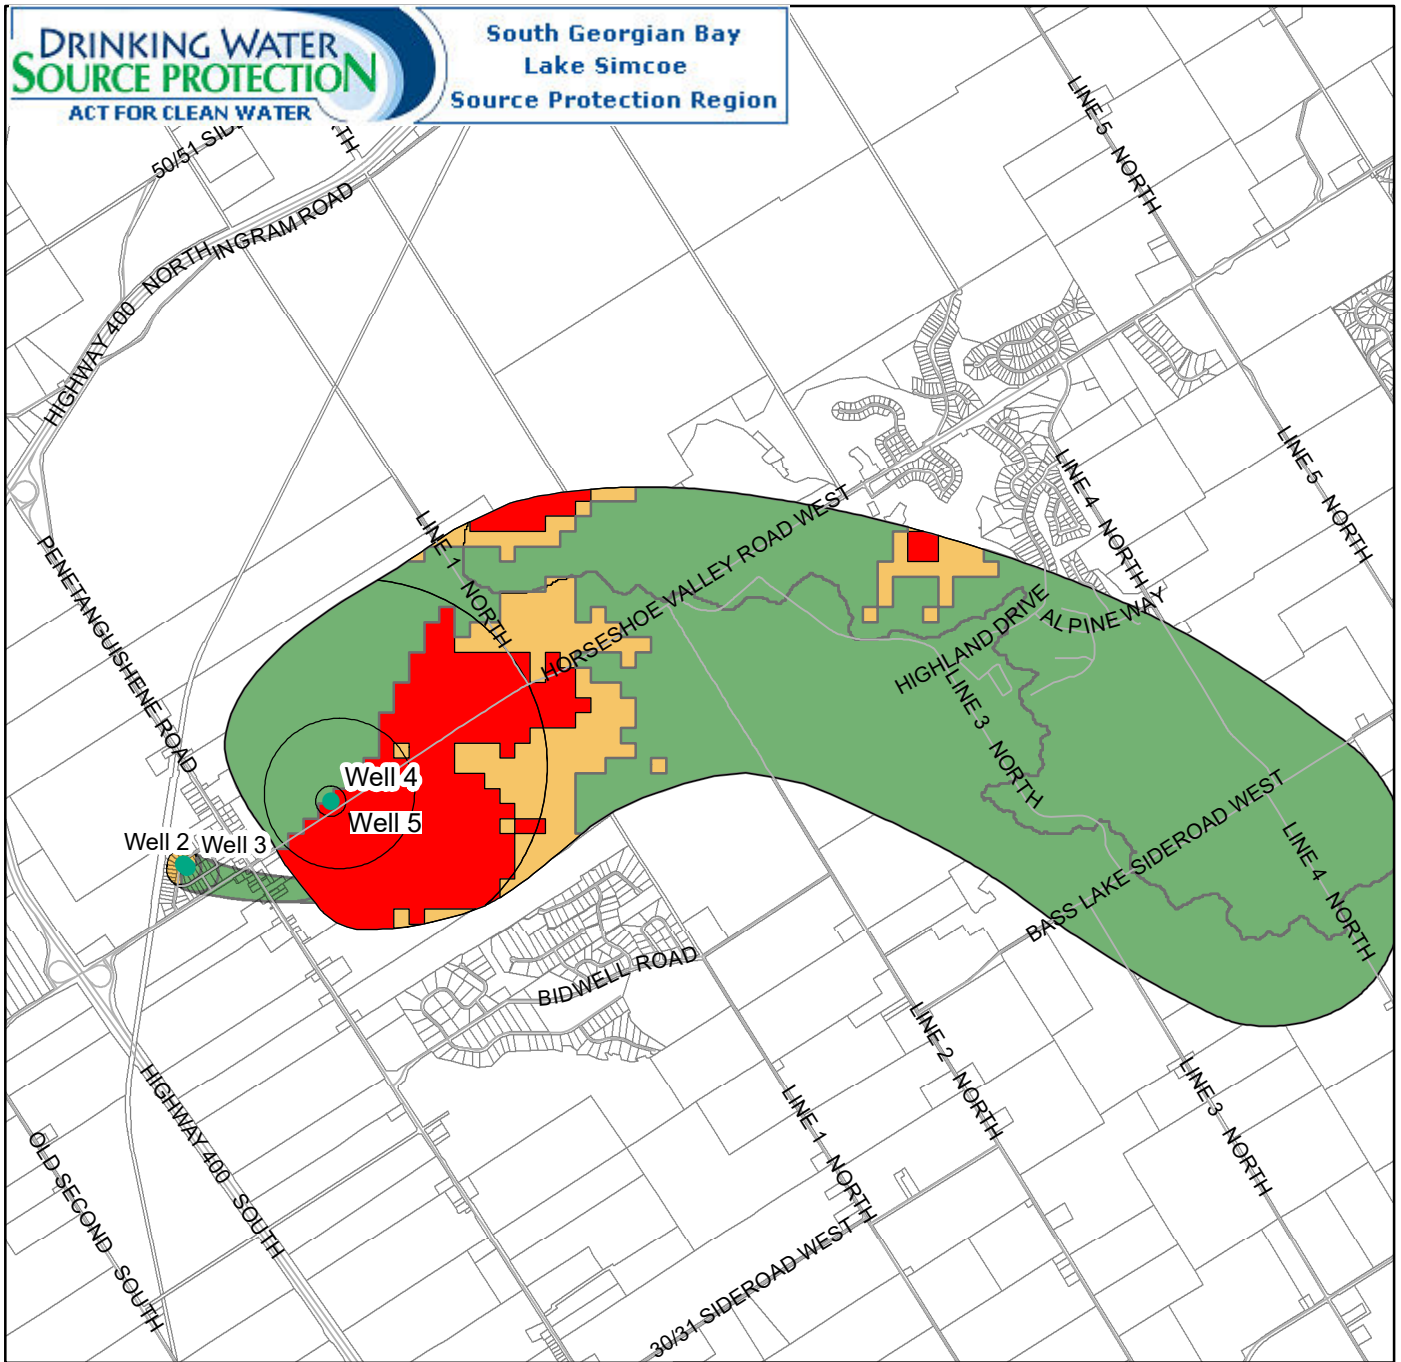 DRINKING WATER
SOURCE PROTECTION
ACT FOR CLEAN WATER
South Georgian Bay
Lake Simcoe
Source Protection Region
50/51
INGRAM ROAD
HIGHWAY 400 NORTH
LINE 5 NORTH
LINE 5 NORTH
LINE 4 NORTH
LINE 1 NORTH
HORSESHOE VALLEY ROAD WEST
PENETANGUISHENE ROAD
HIGHLAND DRIVE
ALPINE WAY
LINE 3 NORTH
Well 4
Well 5
Well 2
Well 3
BASS LAKE SIDEROAD WEST
LINE 4 NORTH
BIDWELL ROAD
LINE 2 NORTH
LINE 3 NORTH
LINE 1 NORTH
HIGHWAY 400 SOUTH
OLD SECOND SOUTH
30/31 SIDEROAD WEST